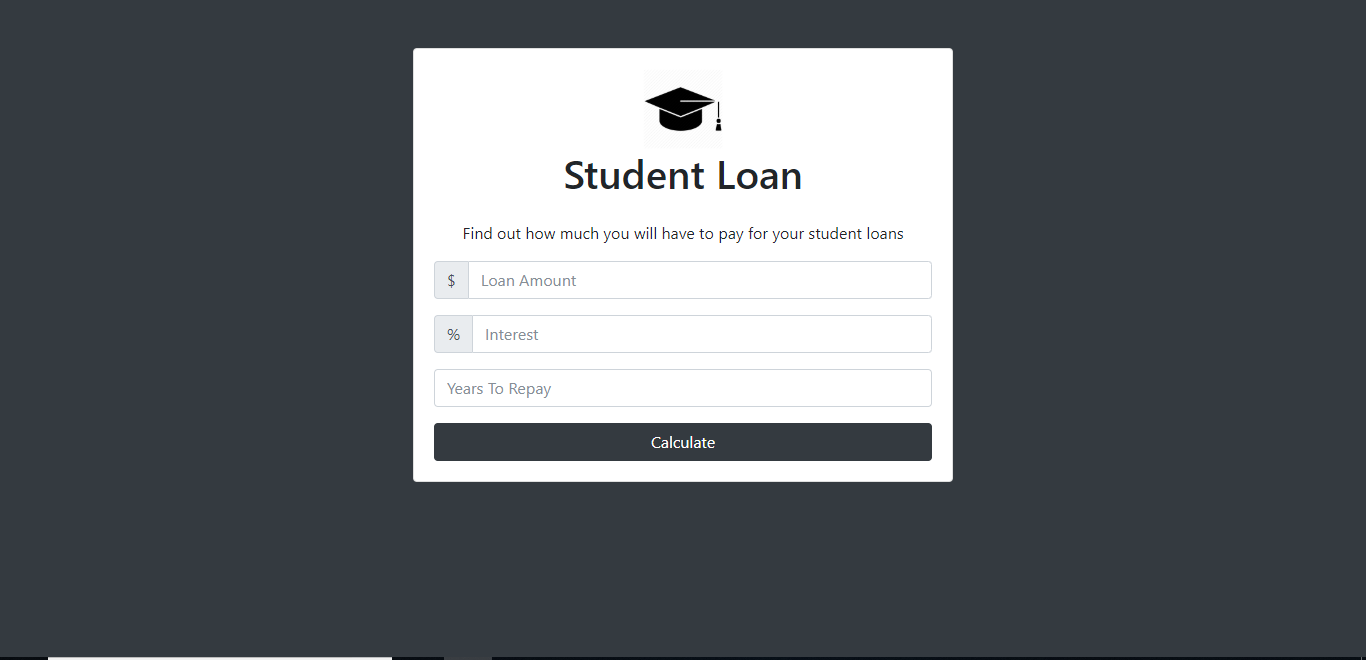 Student Loan
Find out how much you will have to pay for your student loans
$ Loan Amount
% Interest
Years To Repay
Calculate